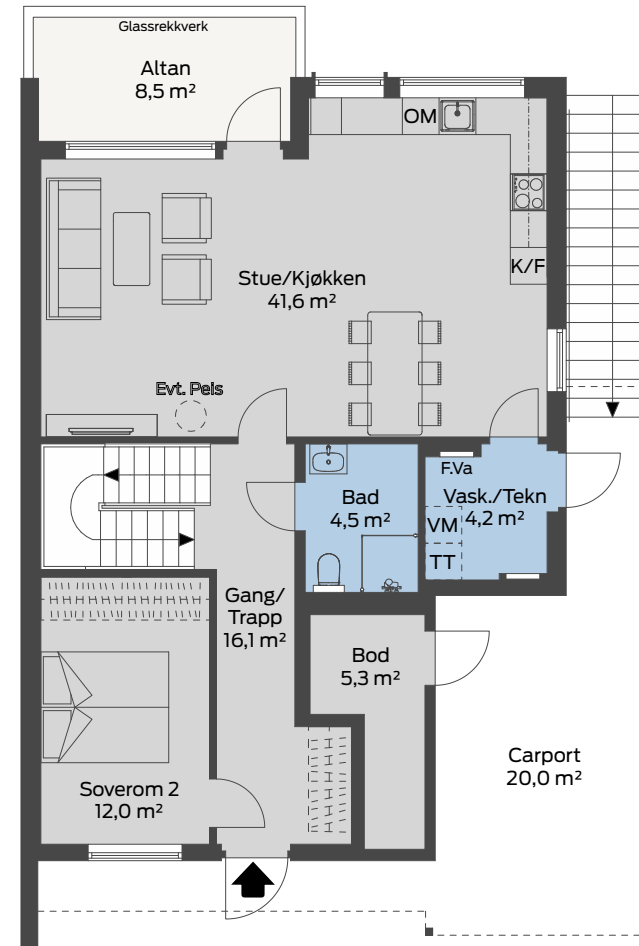 Glassrekkverk
Altan
8,5 m²
OM
K/F
Stue/Kjøkken
41,6 m²
Evt. Peis
F.Va
Bad
4,5 m²
Vask./Tekn
4,2 m²
VM
TT
Gang/
Trapp
16,1 m²
Bod
5,3 m²
Soverom 2
12,0 m²
Carport
20,0 m²